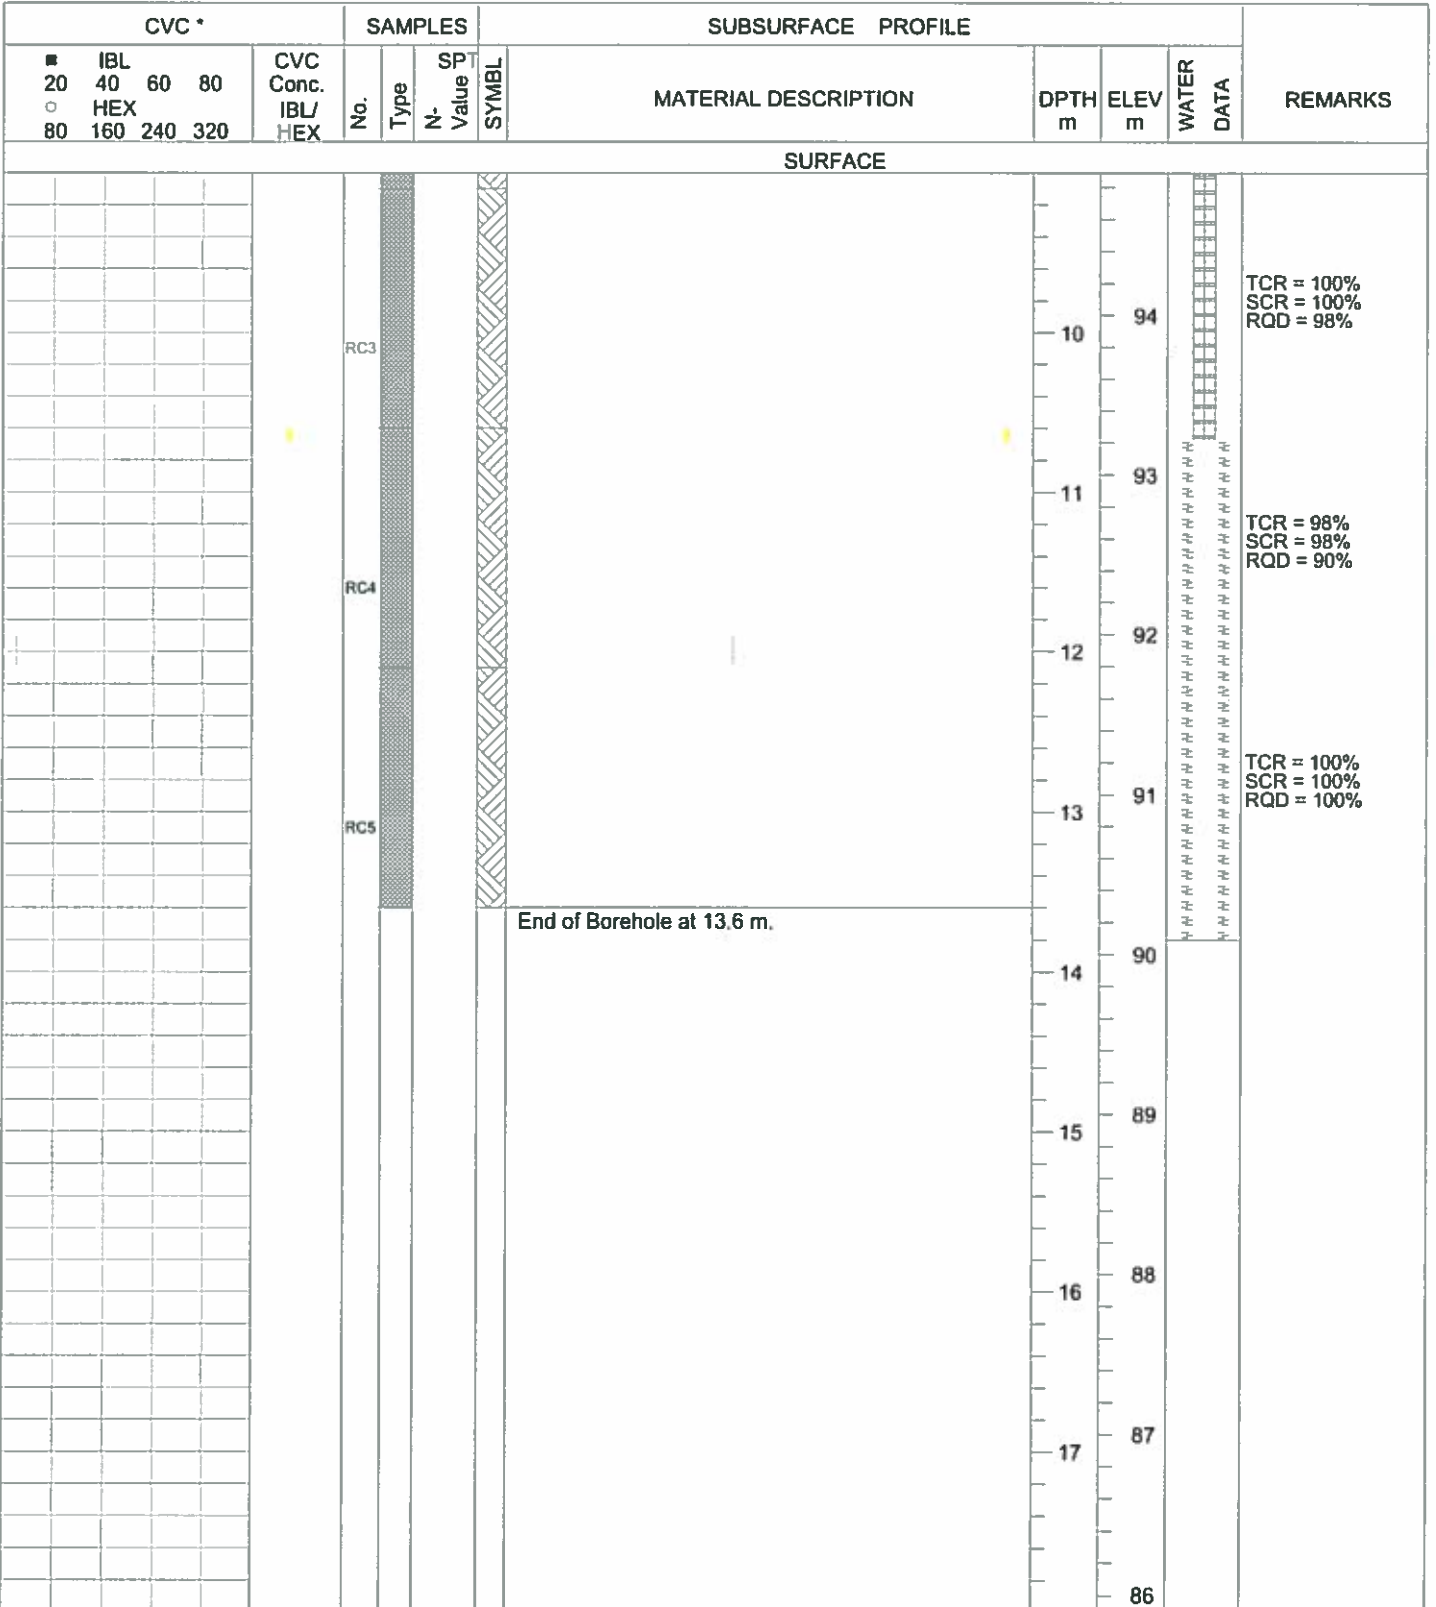 CVC *
SAMPLES
SUBSURFACE PROFILE
■ IBL
20 40 60 80
○ HEX
80 160 240 320
CVC
Conc.
IBL/
HEX
No.
Type
SPT
N-
Value
SYMBL
MATERIAL DESCRIPTION
DPTH
m
ELEV
m
WATER
DATA
REMARKS
SURFACE
TCR = 100%
SCR = 100%
RQD = 98%
94
10
RC3
93
11
TCR = 98%
SCR = 98%
RQD = 90%
RC4
92
12
TCR = 100%
SCR = 100%
RQD = 100%
91
13
RC5
End of Borehole at 13.6 m.
90
14
89
15
88
16
87
17
86